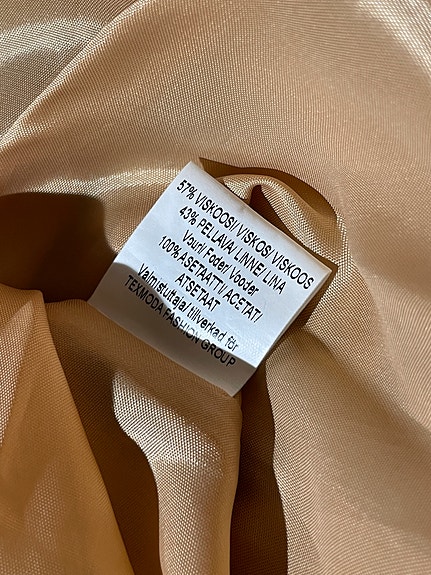 57% VISKOOSI/ VISKOS/ VISKOOS
43% PELLAVA/ LINNE/ LINA
Vouri/ Foder/ Vooder
100% ASETAATTI/ ACETAT/
ATSETAAT
Valmistuttaja/ tillverkad för
TEXMODA FASHION GROUP